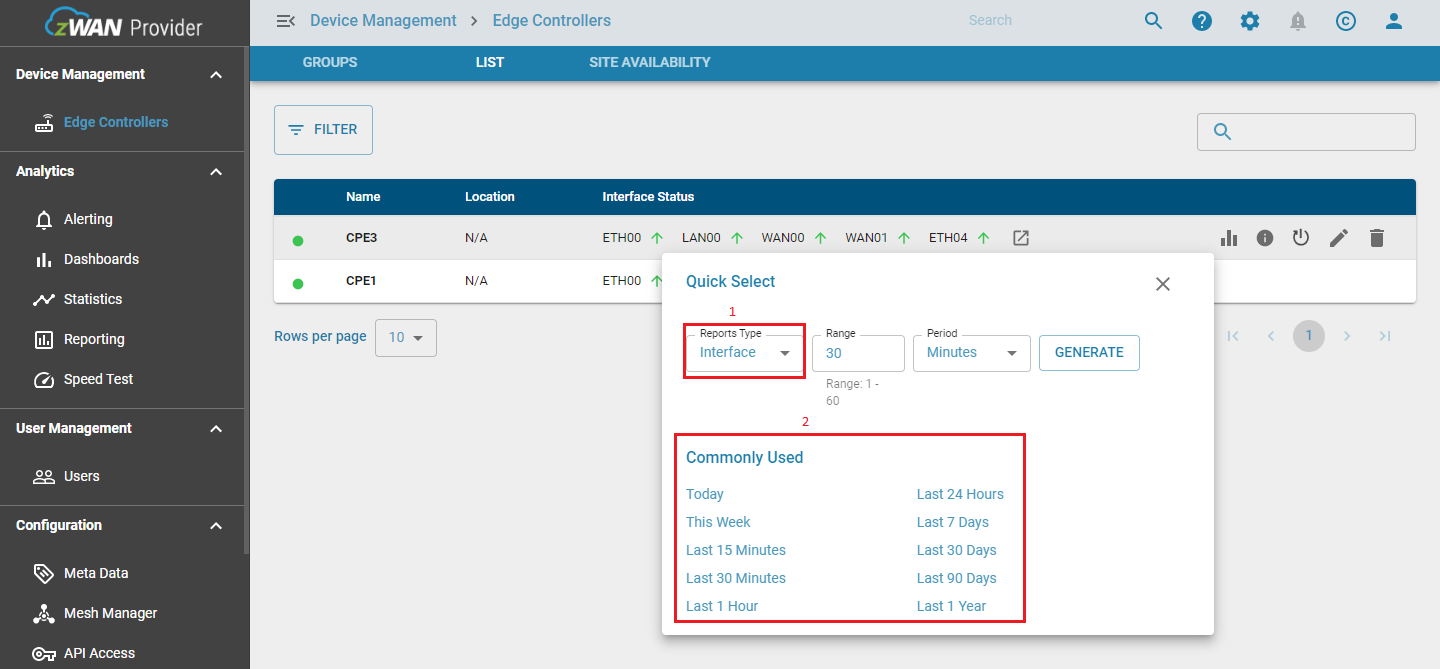 zWAN Provider
Device Management
Edge Controllers
Analytics
Alerting
Dashboards
Statistics
Reporting
Speed Test
User Management
Users
Configuration
Meta Data
Mesh Manager
API Access
Device Management > Edge Controllers
Search
GROUPS LIST SITE AVAILABILITY
FILTER
Name Location Interface Status
CPE3 N/A ETH00 LAN00 WAN00 WAN01 ETH04
CPE1 N/A ETH00
Rows per page 10
1
Quick Select
1
Reports Type Range Period
Interface 30 Minutes GENERATE
Range: 1 -
60
2
Commonly Used
Today Last 24 Hours
This Week Last 7 Days
Last 15 Minutes Last 30 Days
Last 30 Minutes Last 90 Days
Last 1 Hour Last 1 Year